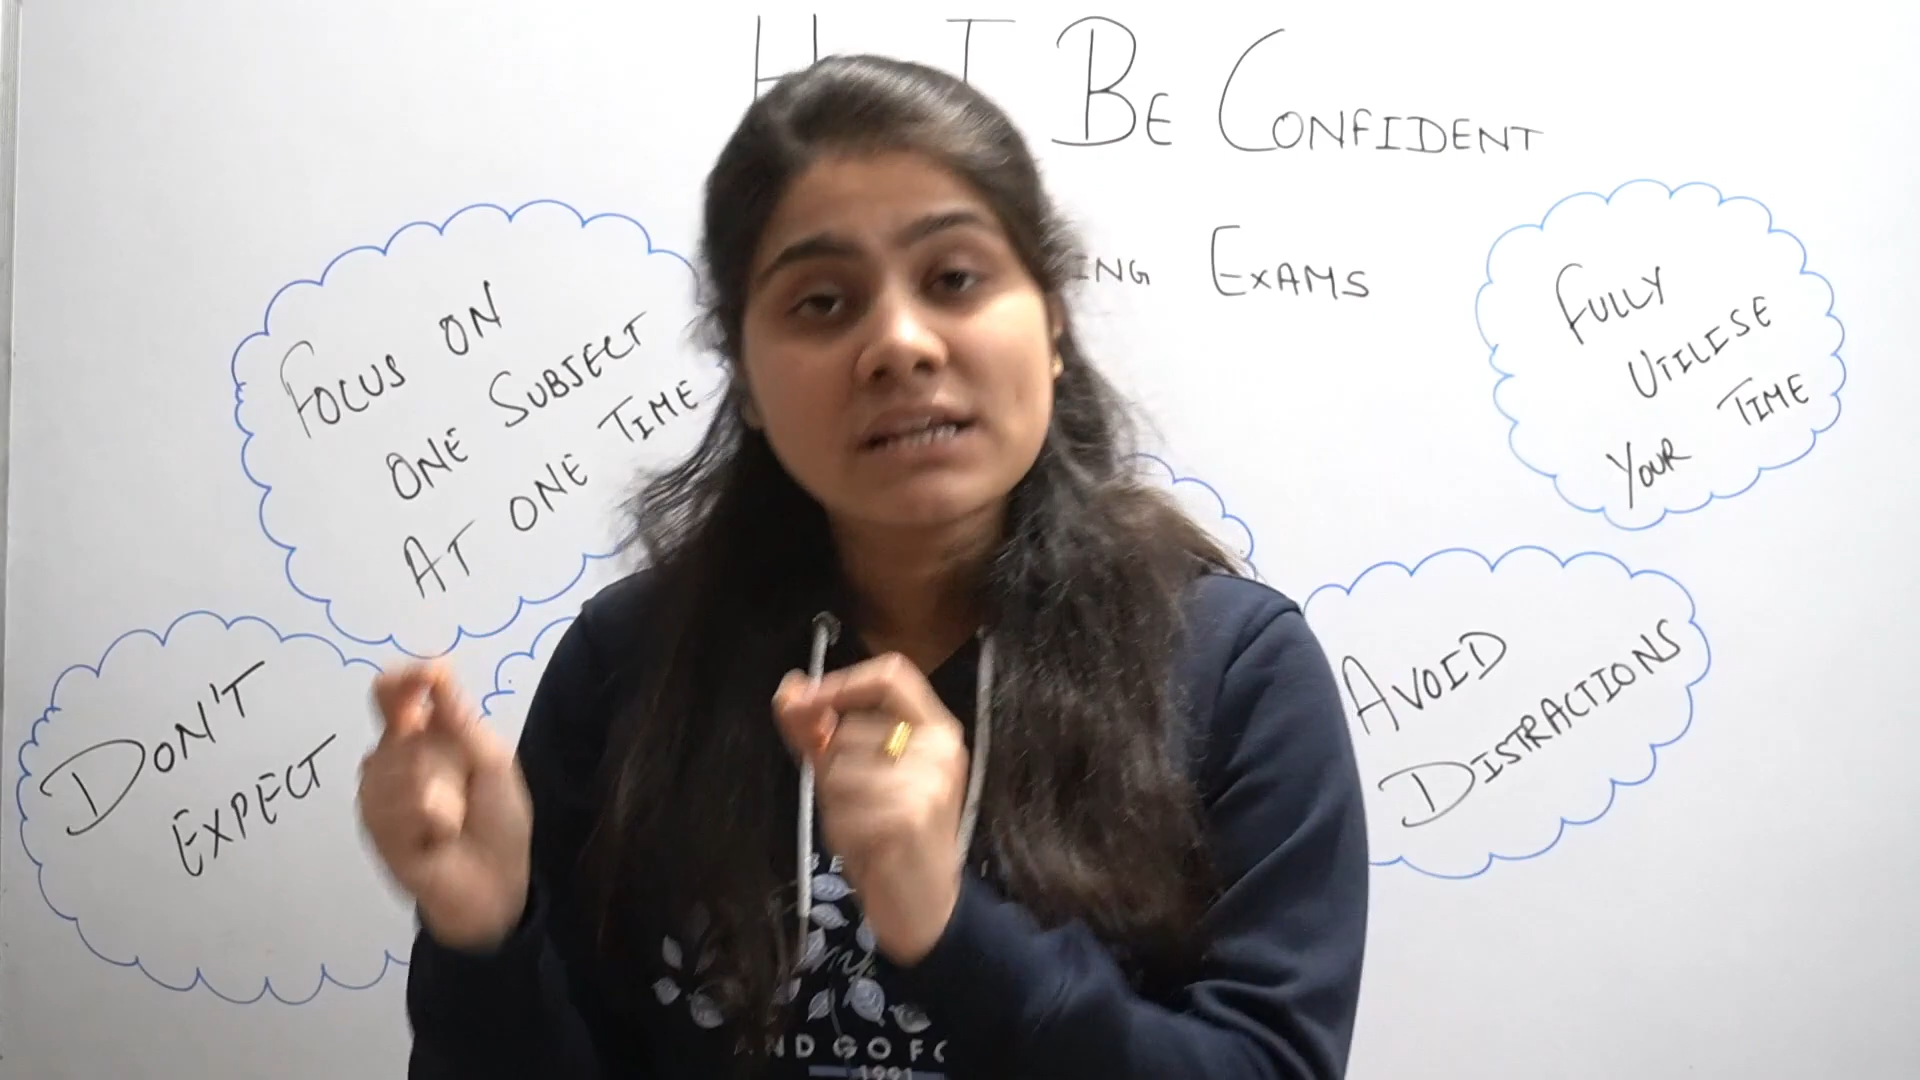 BE CONFIDENT
EXAMS
FOCUS ON
ONE SUBJECT
AT ONE TIME
FULLY
UTILISE
YOUR TIME
DON'T
EXPECT
AVOID
DISTRACTIONS
AND GO FO
1991